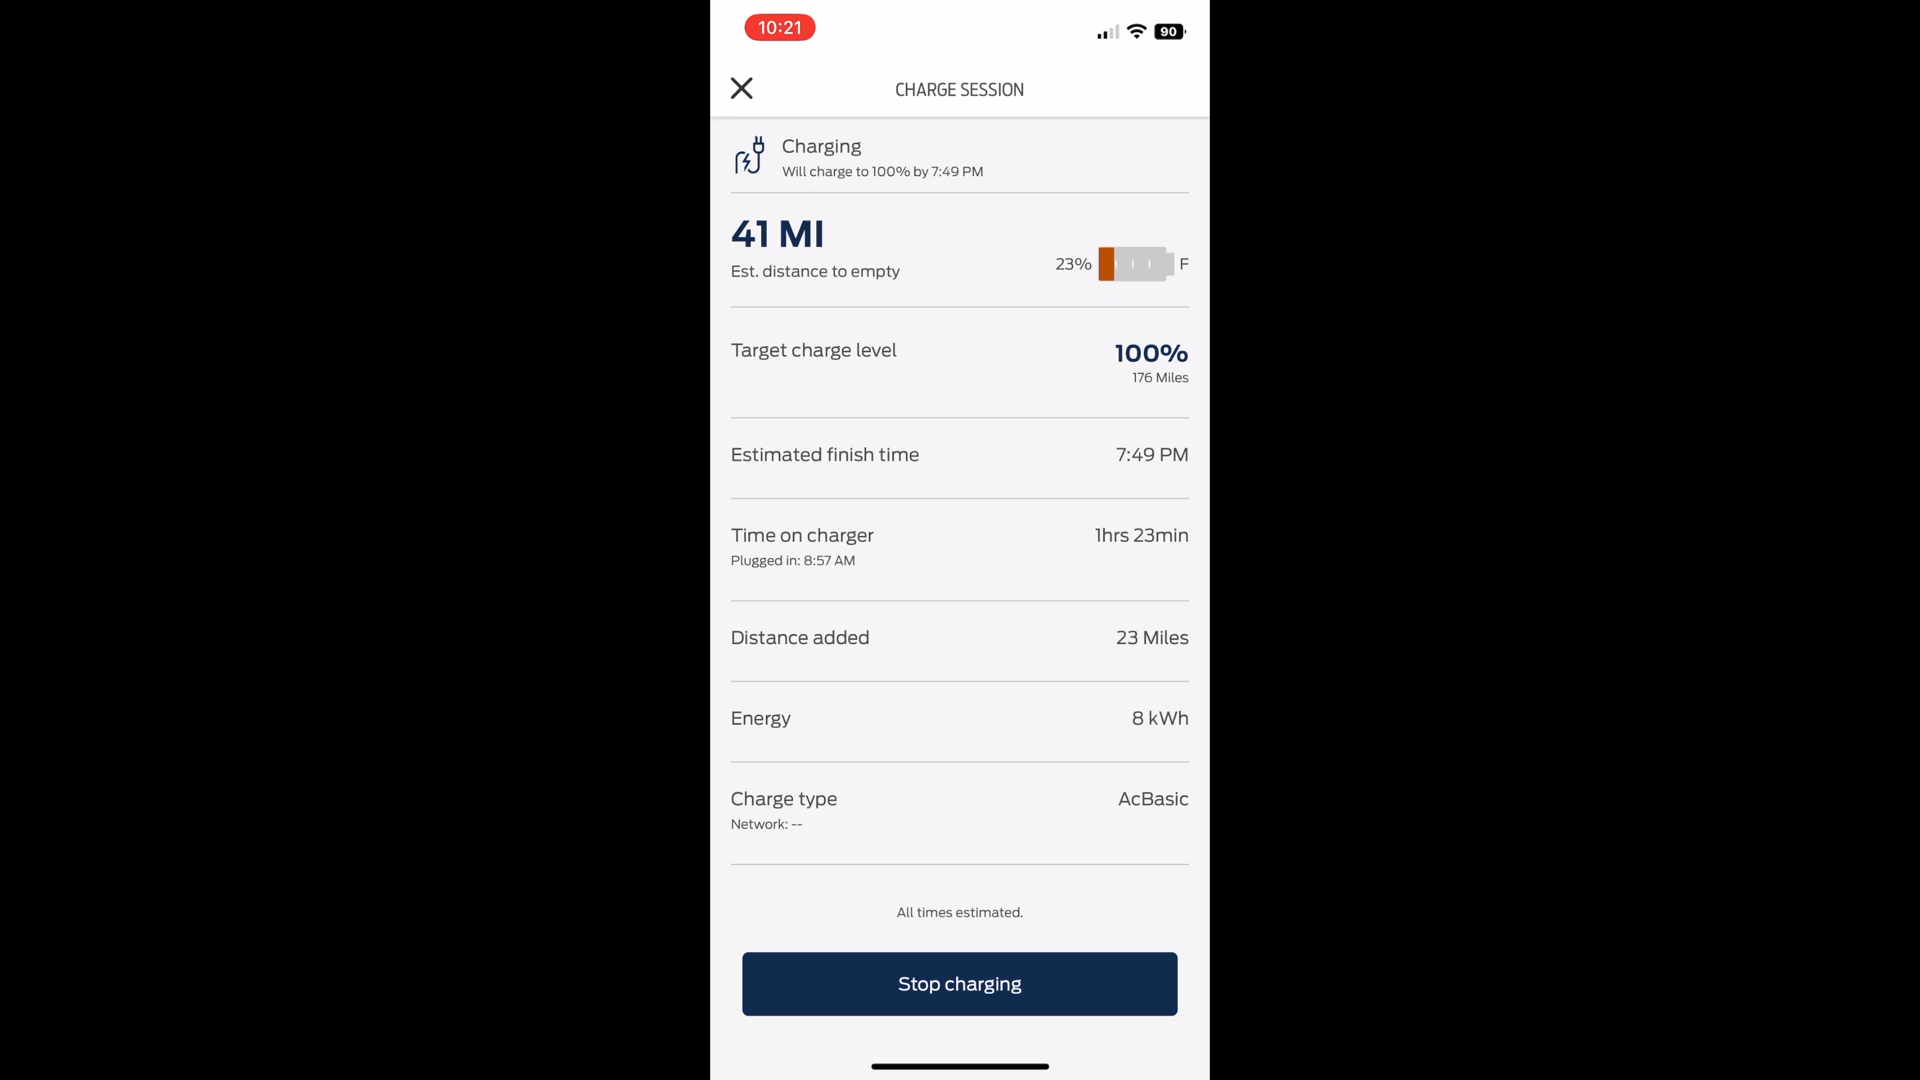 10:21
90
CHARGE SESSION
Charging
Will charge to 100% by 7:49 PM
41 MI
Est. distance to empty
23%
F
Target charge level
100%
176 Miles
Estimated finish time
7:49 PM
Time on charger
1hrs 23min
Plugged in: 8:57 AM
Distance added
23 Miles
Energy
8 kWh
Charge type
AcBasic
Network: --
All times estimated.
Stop charging